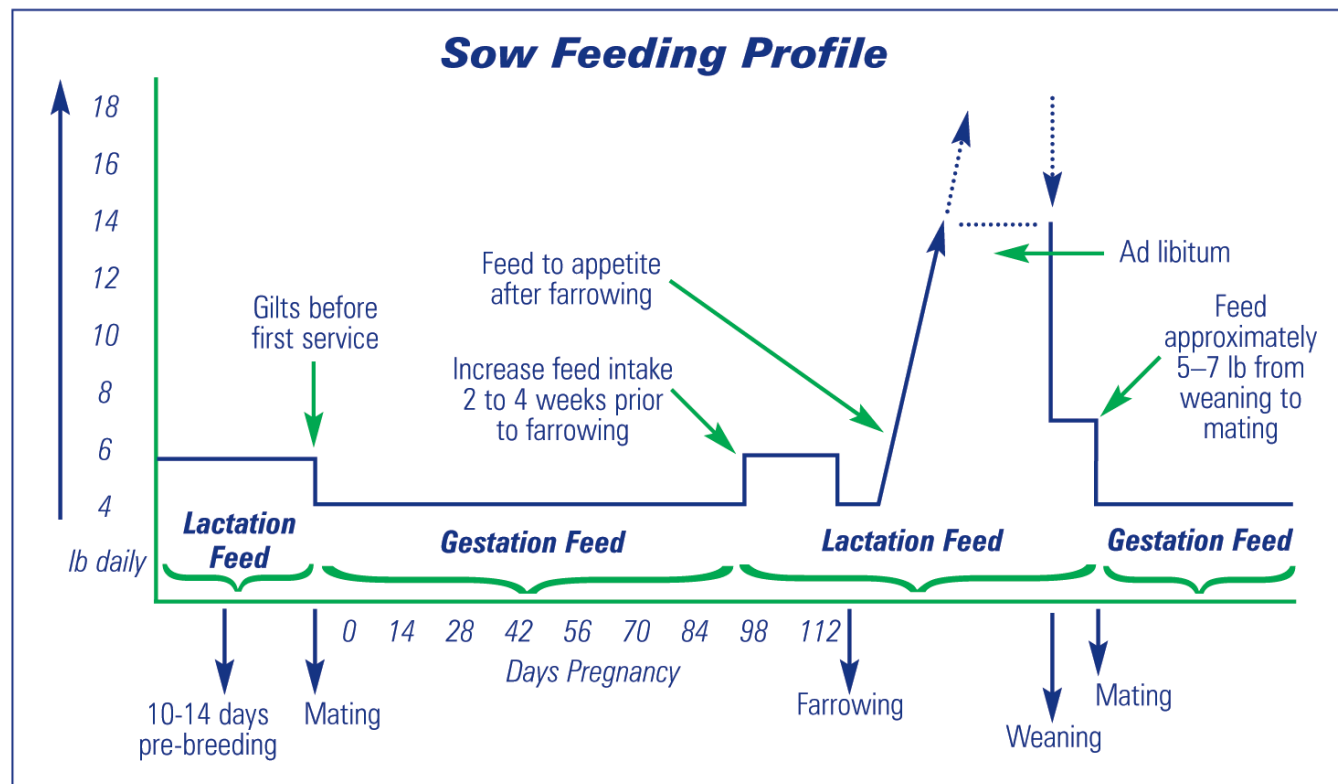 Sow Feeding Profile
18
16
14
12
10
8
6
4
lb daily
Gilts before
first service
Feed to appetite
after farrowing
Increase feed intake
2 to 4 weeks prior
to farrowing
Ad libitum
Feed
approximately
5–7 lb from
weaning to
mating
Lactation
Feed
Gestation Feed
Lactation Feed
Gestation Feed
0 14 28 42 56 70 84 98 112
Days Pregnancy
10-14 days
pre-breeding
Mating
Farrowing
Weaning
Mating